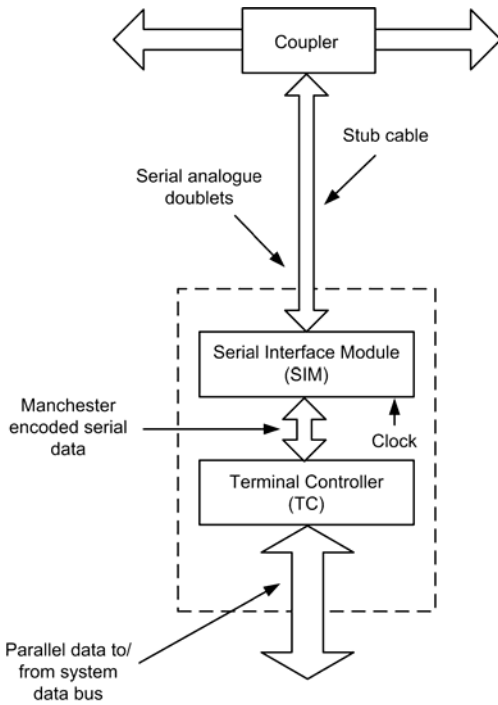 Coupler
Stub cable
Serial analogue
doublets
Serial Interface Module
(SIM)
Manchester
encoded serial
data
Clock
Terminal Controller
(TC)
Parallel data to/
from system
data bus